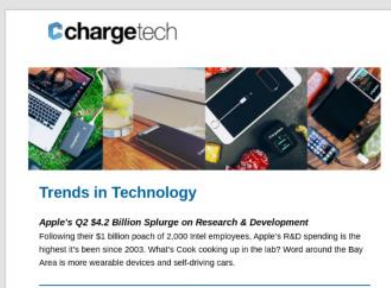 chargetech
Trends in Technology
Apple's Q2 $4.2 Billion Splurge on Research & Development
Following their $1 billion poach of 2,000 Intel employees, Apple's R&D spending is the
highest it's been since 2003. What's Cook cooking up in the lab? Word around the Bay
Area is more wearable devices and self-driving cars.